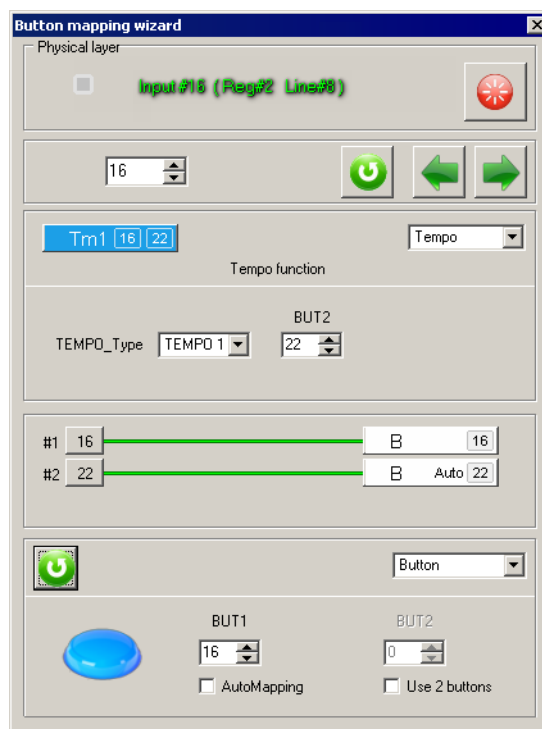 Button mapping wizard
Physical layer
Input #16 (Reg#2 Line#8)
16
Tm1 16 22
Tempo
Tempo function
BUT2
TEMPO_Type TEMPO 1 22
#1 16 B 16
#2 22 B Auto 22
Button
BUT1 BUT2
16 0
AutoMapping Use 2 buttons